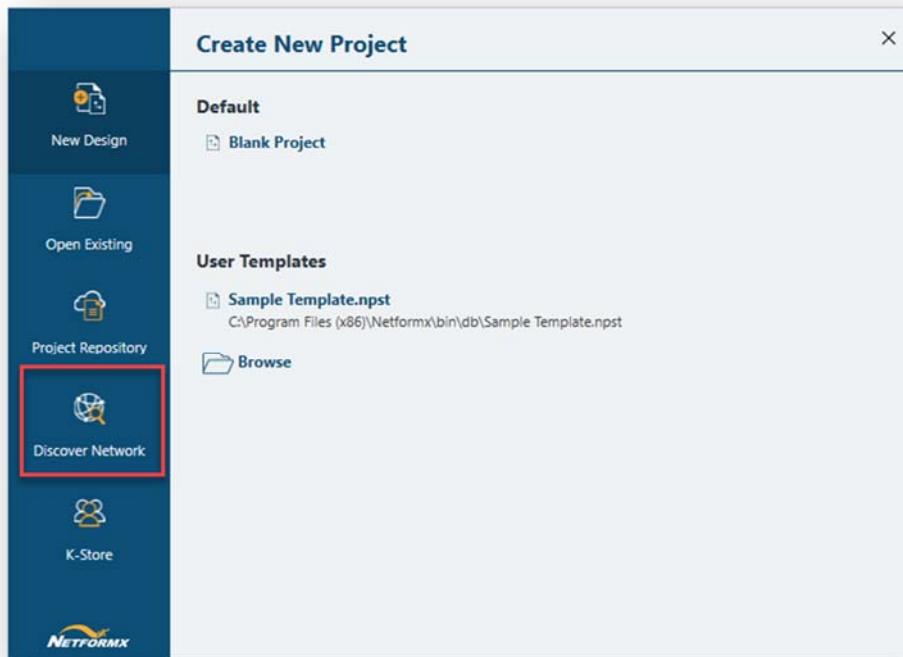 Create New Project
New Design
Open Existing
Project Repository
Discover Network
K-Store
NETFORMX
Default
Blank Project
User Templates
Sample Template.npst
C:\Program Files (x86)\Netformx\bin\db\Sample Template.npst
Browse